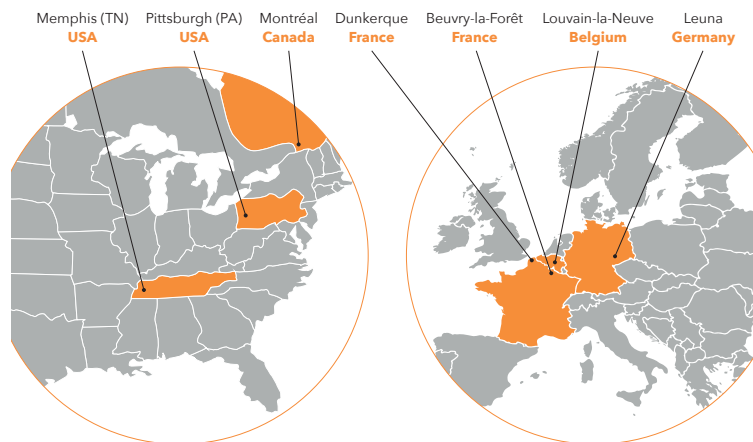 Memphis (TN)
USA
Pittsburgh (PA)
USA
Montréal
Canada
Dunkerque
France
Beuvry-la-Forêt
France
Louvain-la-Neuve
Belgium
Leuna
Germany